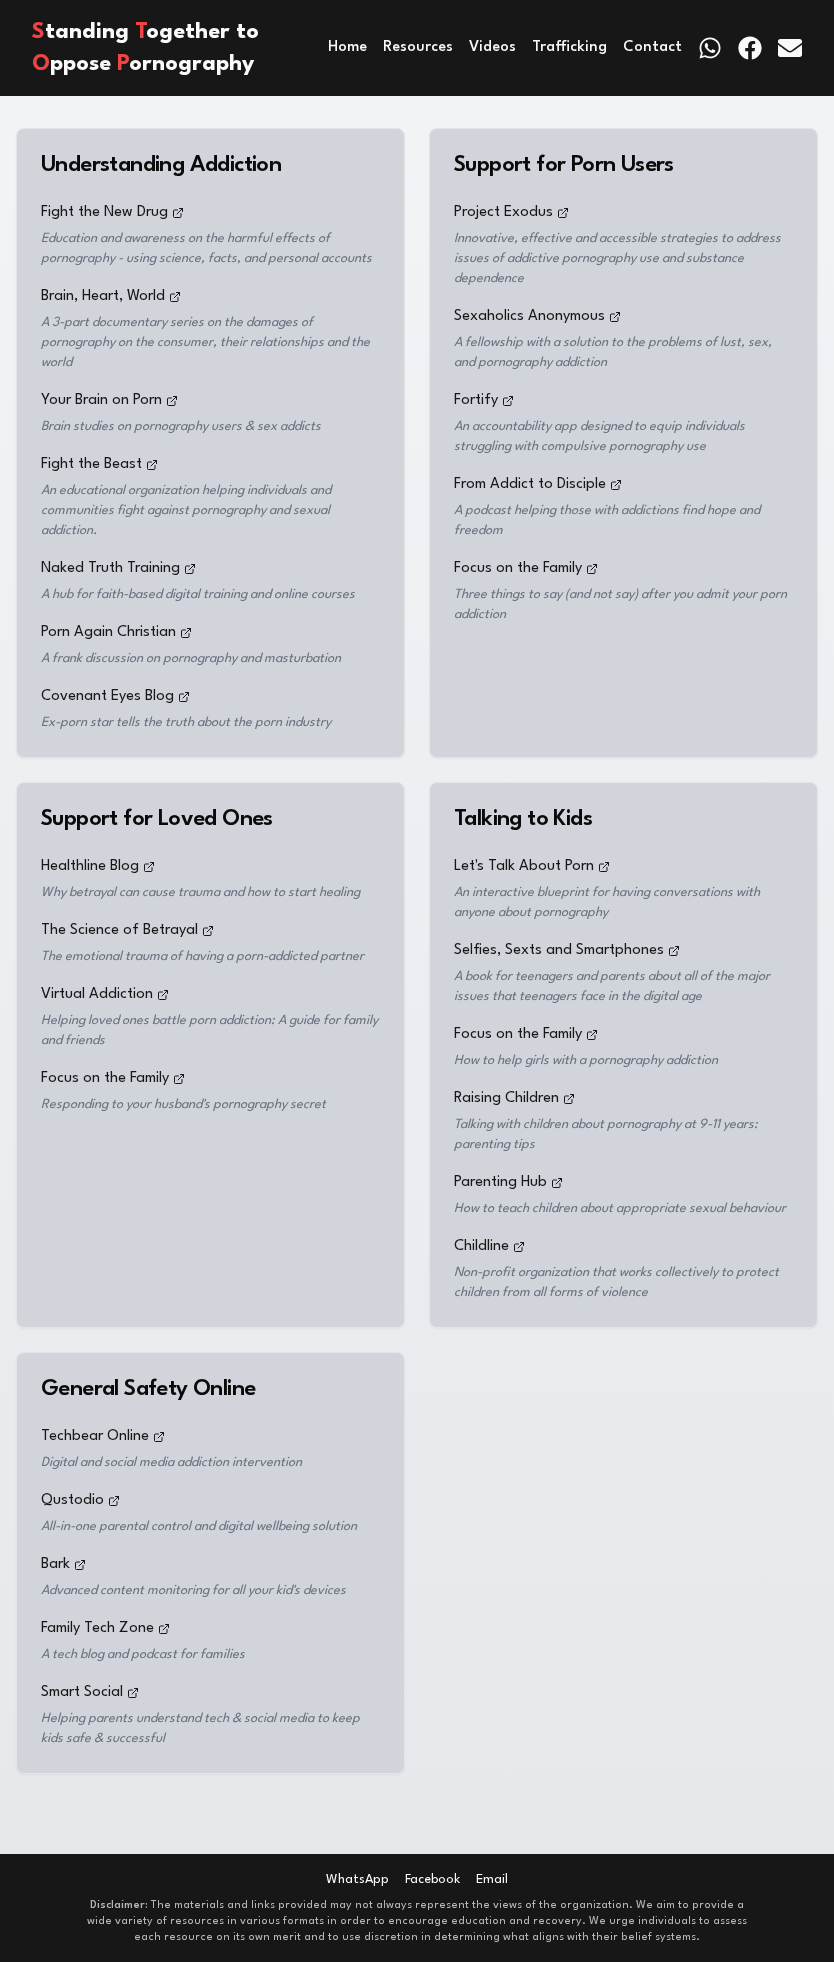 Standing Together to
Oppose Pornography
Home Resources Videos Trafficking Contact
Understanding Addiction
Fight the New Drug
Education and awareness on the harmful effects of
pornography - using science, facts, and personal accounts
Brain, Heart, World
A 3-part documentary series on the damages of
pornography on the consumer, their relationships and the
world
Your Brain on Porn
Brain studies on pornography users & sex addicts
Fight the Beast
An educational organization helping individuals and
communities fight against pornography and sexual
addiction.
Naked Truth Training
A hub for faith-based digital training and online courses
Porn Again Christian
A frank discussion on pornography and masturbation
Covenant Eyes Blog
Ex-porn star tells the truth about the porn industry
Support for Porn Users
Project Exodus
Innovative, effective and accessible strategies to address
issues of addictive pornography use and substance
dependence
Sexaholics Anonymous
A fellowship with a solution to the problems of lust, sex,
and pornography addiction
Fortify
An accountability app designed to equip individuals
struggling with compulsive pornography use
From Addict to Disciple
A podcast helping those with addictions find hope and
freedom
Focus on the Family
Three things to say (and not say) after you admit your porn
addiction
Support for Loved Ones
Healthline Blog
Why betrayal can cause trauma and how to start healing
The Science of Betrayal
The emotional trauma of having a porn-addicted partner
Virtual Addiction
Helping loved ones battle porn addiction: A guide for family
and friends
Focus on the Family
Responding to your husband's pornography secret
Talking to Kids
Let's Talk About Porn
An interactive blueprint for having conversations with
anyone about pornography
Selfies, Sexts and Smartphones
A book for teenagers and parents about all of the major
issues that teenagers face in the digital age
Focus on the Family
How to help girls with a pornography addiction
Raising Children
Talking with children about pornography at 9-11 years:
parenting tips
Parenting Hub
How to teach children about appropriate sexual behaviour
Childline
Non-profit organization that works collectively to protect
children from all forms of violence
General Safety Online
Techbear Online
Digital and social media addiction intervention
Qustodio
All-in-one parental control and digital wellbeing solution
Bark
Advanced content monitoring for all your kid's devices
Family Tech Zone
A tech blog and podcast for families
Smart Social
Helping parents understand tech & social media to keep
kids safe & successful
WhatsApp Facebook Email
Disclaimer: The materials and links provided may not always represent the views of the organization. We aim to provide a
wide variety of resources in various formats in order to encourage education and recovery. We urge individuals to assess
each resource on its own merit and to use discretion in determining what aligns with their belief systems.